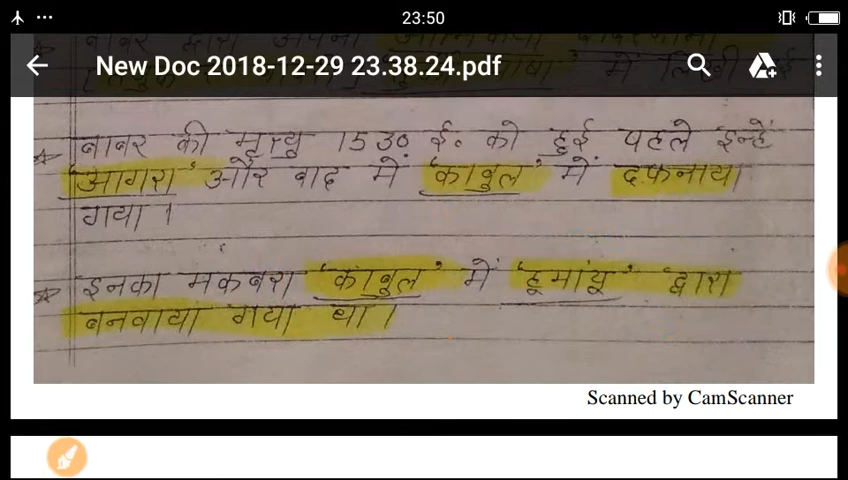 23:50
New Doc 2018-12-29 23.38.24.pdf
बाबर की मृत्यु 1530 ई. को हुई पहले इन्हें
'आगरा' और बाद में 'काबुल' में दफनाया
गया।
इनका मकबरा 'काबुल' में 'हूमांयू' द्वारा
बनवाया गया था।
Scanned by CamScanner